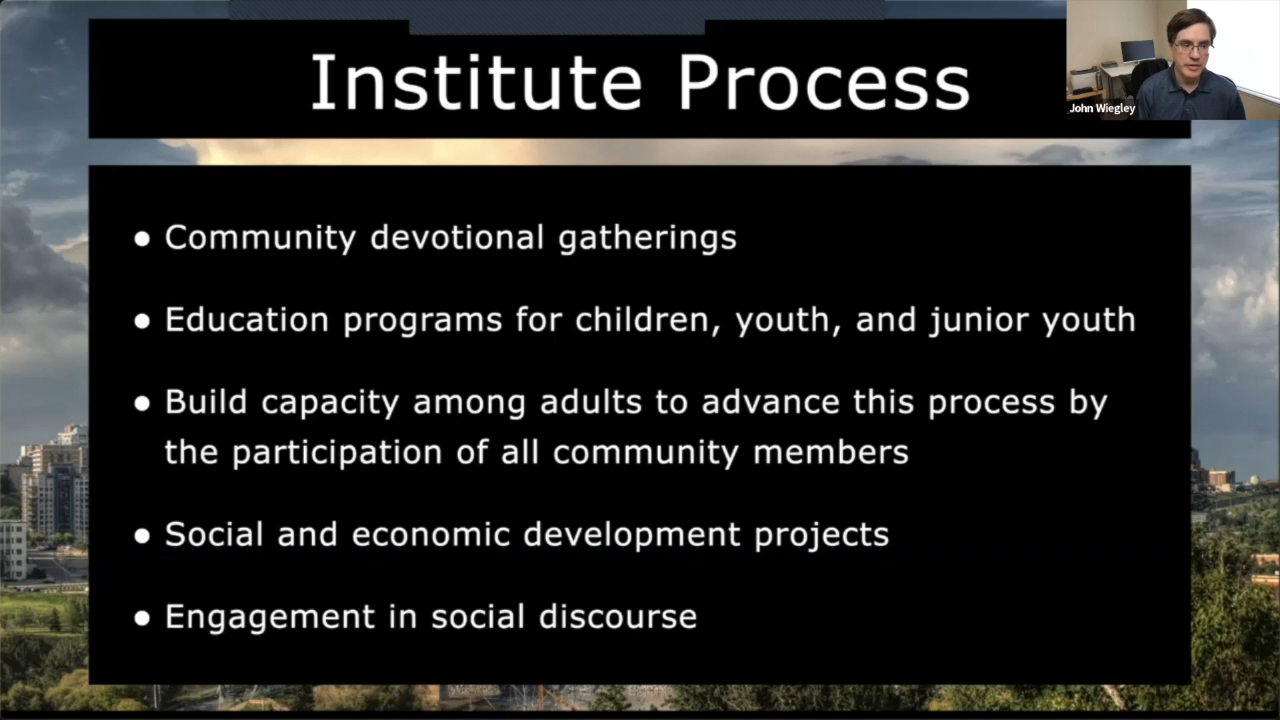 Institute Process
John Wiegley
● Community devotional gatherings
● Education programs for children, youth, and junior youth
● Build capacity among adults to advance this process by
the participation of all community members
● Social and economic development projects
● Engagement in social discourse